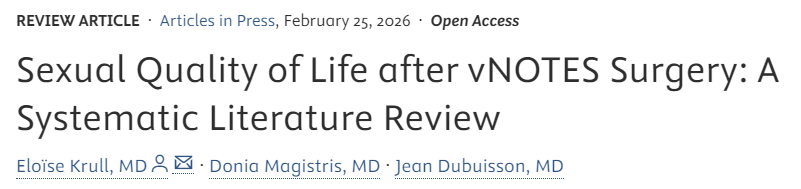 REVIEW ARTICLE · Articles in Press, February 25, 2026 · Open Access
Sexual Quality of Life after vNOTES Surgery: A
Systematic Literature Review
Eloïse Krull, MD · Donia Magistris, MD · Jean Dubuisson, MD